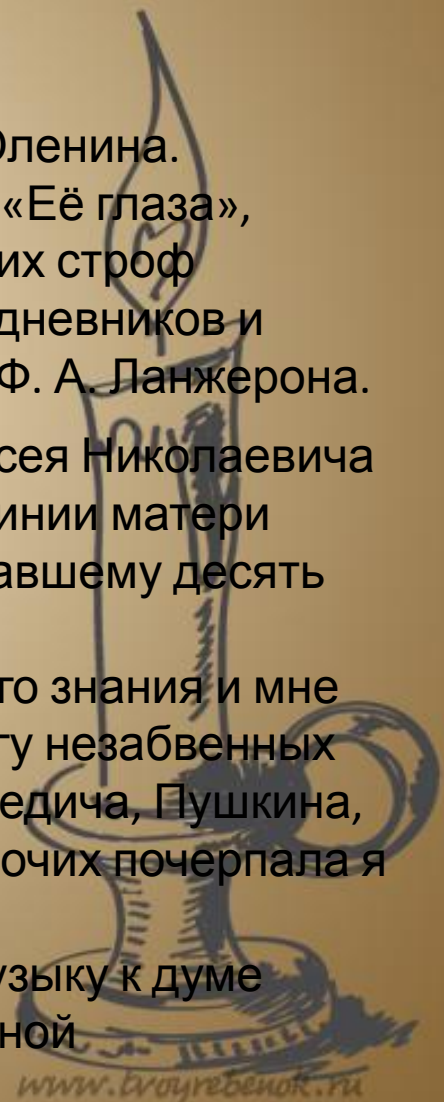 Оленина.
«Её глаза»,
их строф
дневников и
Ф. А. Ланжерона.
сея Николаевича
инии матери
авшему десять
го знания и мне
гу незабвенных
едича, Пушкина,
очих почерпала я
узыку к думе
ной
www.tvoyrebenok.ru